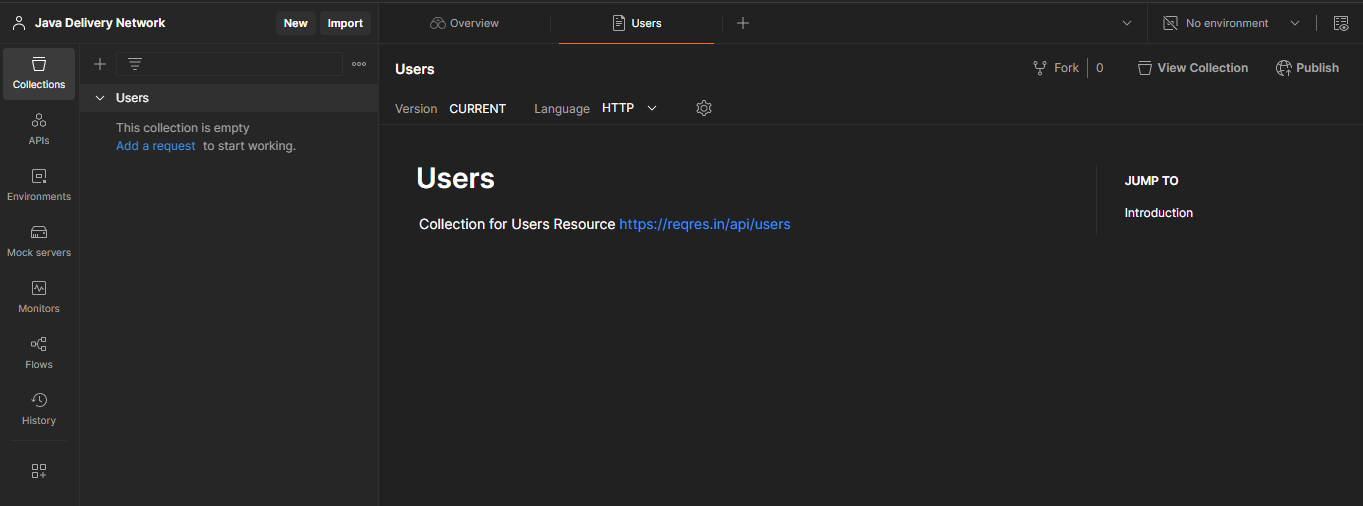 Java Delivery Network
New
Import
Overview
Users
No environment
Collections
APIs
Environments
Mock servers
Monitors
Flows
History
Users
This collection is empty
Add a request to start working.
Users
Fork 0
View Collection
Publish
Version CURRENT
Language HTTP
Users
Collection for Users Resource https://reqres.in/api/users
JUMP TO
Introduction